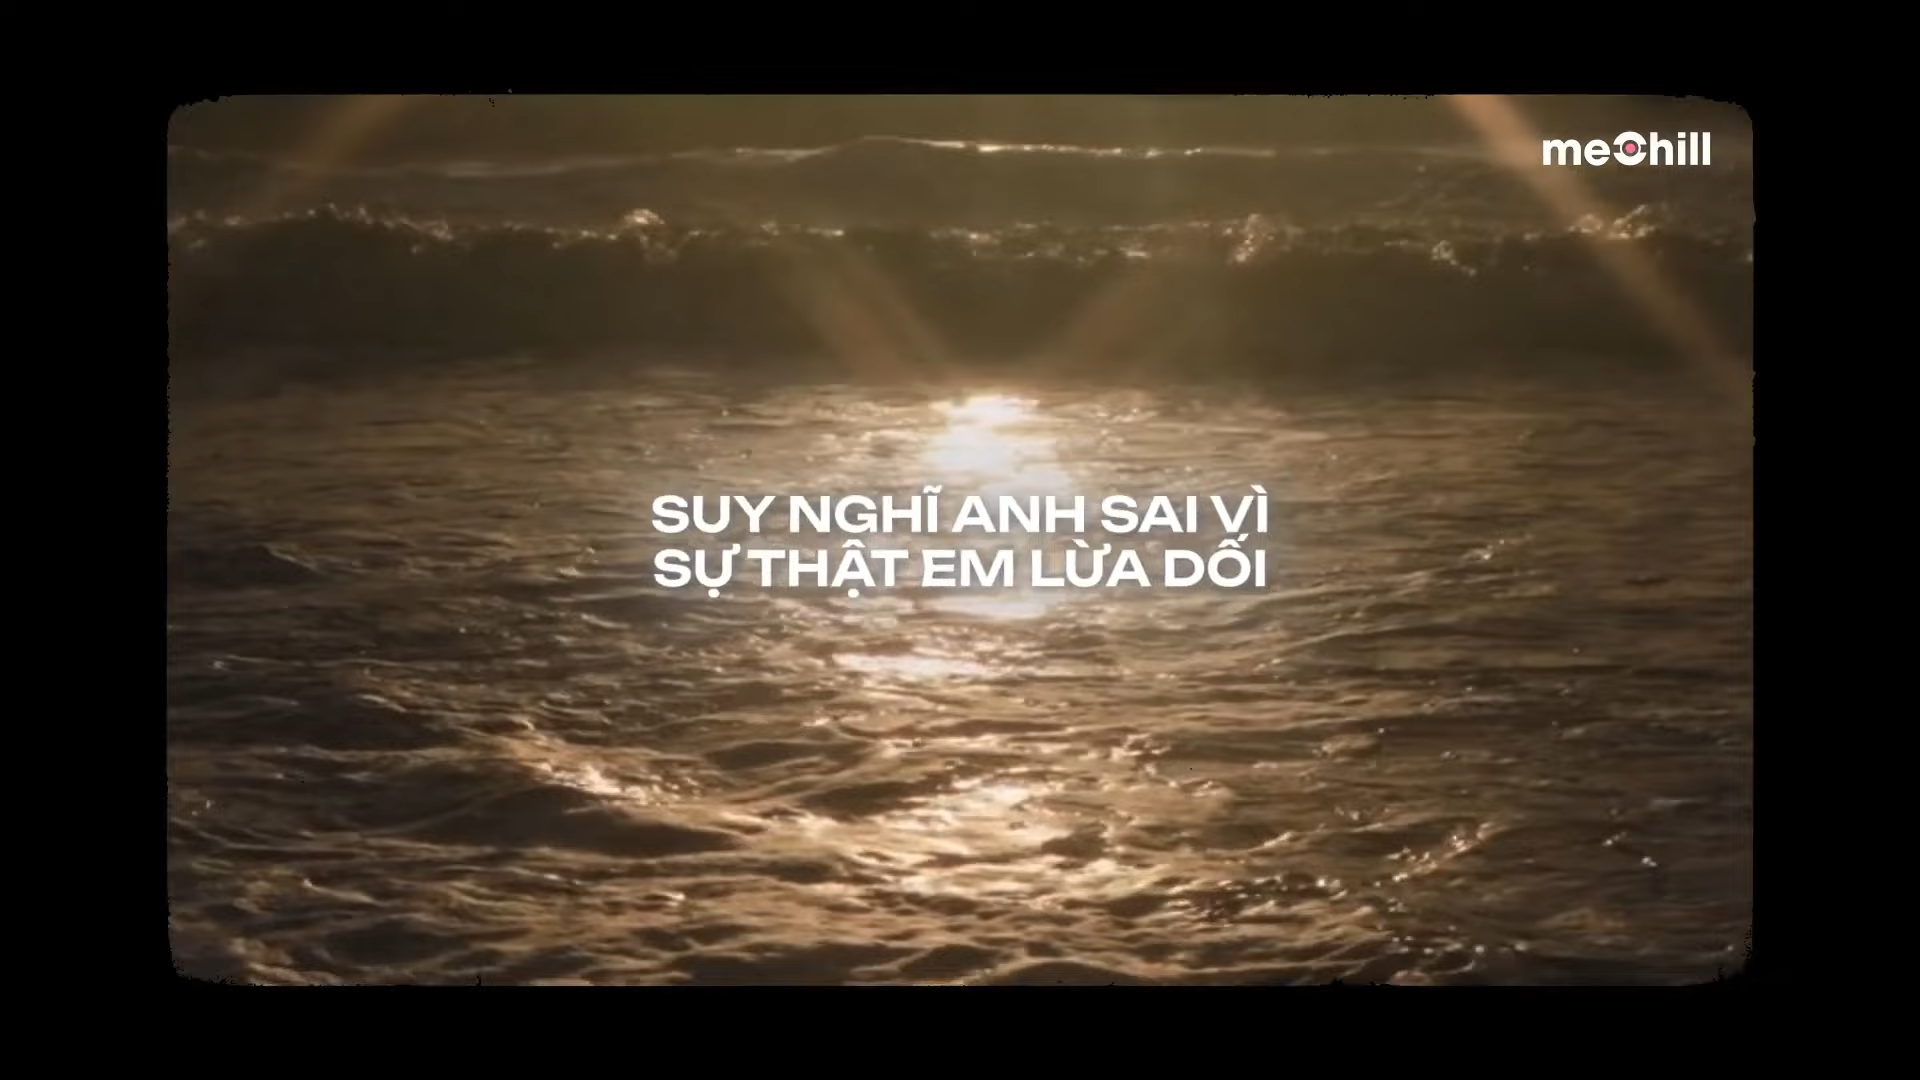 meChill
SUY NGHĨ ANH SAI VÌ
SỰ THẬT EM LỪA DỐI